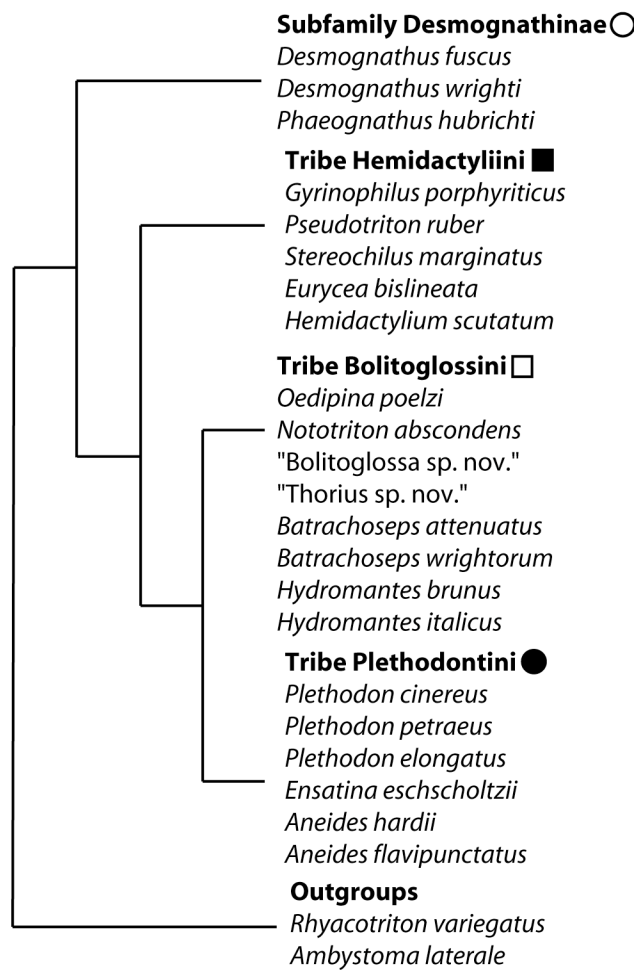 Subfamily Desmognathinae
Desmognathus fuscus
Desmognathus wrighti
Phaeognathus hubrichti
Tribe Hemidactyliini
Gyrinophilus porphyriticus
Pseudotriton ruber
Stereochilus marginatus
Eurycea bislineata
Hemidactylium scutatum
Tribe Bolitoglossini
Oedipina poelzi
Nototriton abscondens
"Bolitoglossa sp. nov."
"Thorius sp. nov."
Batrachoseps attenuatus
Batrachoseps wrightorum
Hydromantes brunus
Hydromantes italicus
Tribe Plethodontini
Plethodon cinereus
Plethodon petraeus
Plethodon elongatus
Ensatina eschscholtzii
Aneides hardii
Aneides flavipunctatus
Outgroups
Rhyacotriton variegatus
Ambystoma laterale